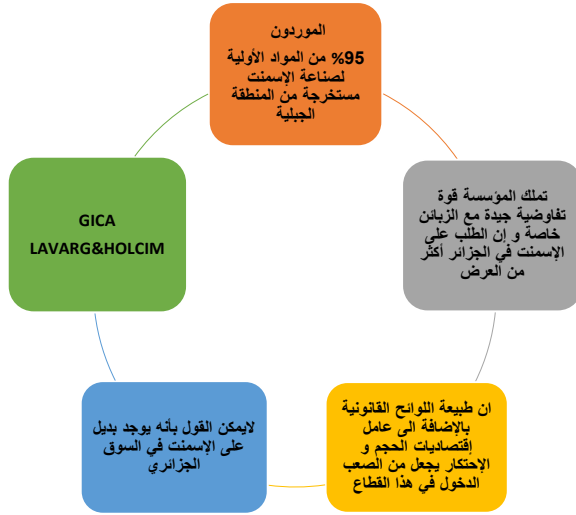 الموردون
95% من المواد الأولية
لصناعة الإسمنت
مستخرجة من المنطقة
الجبلية
تملك المؤسسة قوة
تفاوضية جيدة مع الزبائن
خاصة و إن الطلب على
الإسمنت في الجزائر أكثر
من العرض
ان طبيعة اللوائح القانونية
بالإضافة الى عامل
إقتصاديات الحجم و
الإحتكار يجعل من الصعب
الدخول في هذا القطاع
لايمكن القول بأنه يوجد بديل
على الإسمنت في السوق
الجزائري
GICA
LAVARG&HOLCIM